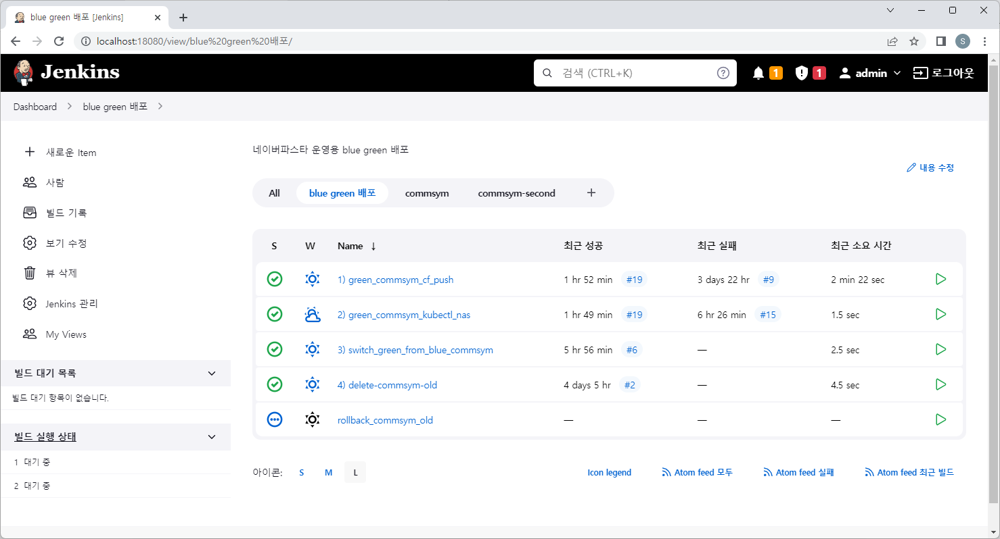 blue green 배포 [Jenkins]
localhost:18080/view/blue%20green%20배포/
S
Jenkins
검색 (CTRL+K)
?
1
1
admin
로그아웃
Dashboard
blue green 배포
새로운 Item
사람
빌드 기록
보기 수정
뷰 삭제
Jenkins 관리
My Views
빌드 대기 목록
빌드 대기 항목이 없습니다.
빌드 실행 상태
1 대기 중
2 대기 중
네이버파스타 운영용 blue green 배포
내용 수정
All blue green 배포 commsym commsym-second +
S W Name ↓ 최근 성공 최근 실패 최근 소요 시간
1) green_commsym_cf_push 1 hr 52 min #19 3 days 22 hr #9 2 min 22 sec
2) green_commsym_kubectl_nas 1 hr 49 min #19 6 hr 26 min #15 1.5 sec
3) switch_green_from_blue_commsym 5 hr 56 min #6 — 2.5 sec
4) delete-commsym-old 4 days 5 hr #2 — 4.5 sec
rollback_commsym_old — — —
아이콘: S M L Icon legend Atom feed 모두 Atom feed 실패 Atom feed 최근 빌드